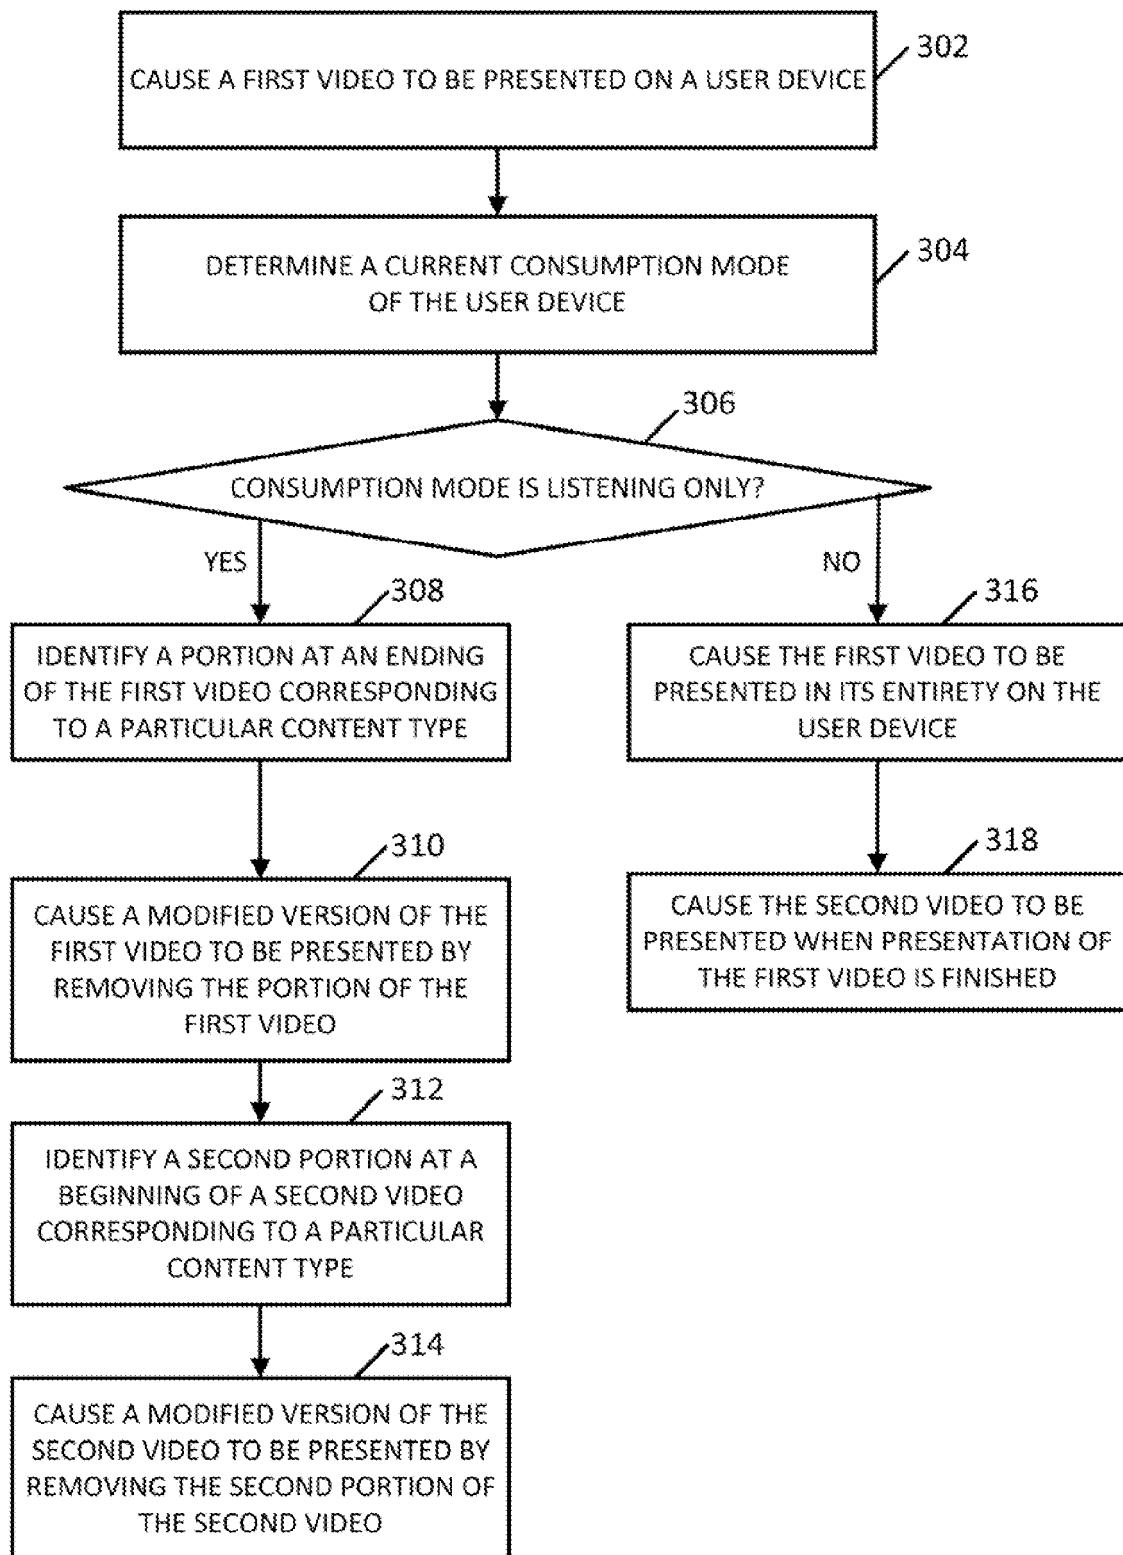 302
CAUSE A FIRST VIDEO TO BE PRESENTED ON A USER DEVICE
304
DETERMINE A CURRENT CONSUMPTION MODE
OF THE USER DEVICE
306
CONSUMPTION MODE IS LISTENING ONLY?
YES
NO
308
IDENTIFY A PORTION AT AN ENDING
OF THE FIRST VIDEO CORRESPONDING
TO A PARTICULAR CONTENT TYPE
310
CAUSE A MODIFIED VERSION OF THE
FIRST VIDEO TO BE PRESENTED BY
REMOVING THE PORTION OF THE
FIRST VIDEO
312
IDENTIFY A SECOND PORTION AT A
BEGINNING OF A SECOND VIDEO
CORRESPONDING TO A PARTICULAR
CONTENT TYPE
314
CAUSE A MODIFIED VERSION OF THE
SECOND VIDEO TO BE PRESENTED BY
REMOVING THE SECOND PORTION OF
THE SECOND VIDEO
316
CAUSE THE FIRST VIDEO TO BE
PRESENTED IN ITS ENTIRETY ON THE
USER DEVICE
318
CAUSE THE SECOND VIDEO TO BE
PRESENTED WHEN PRESENTATION OF
THE FIRST VIDEO IS FINISHED